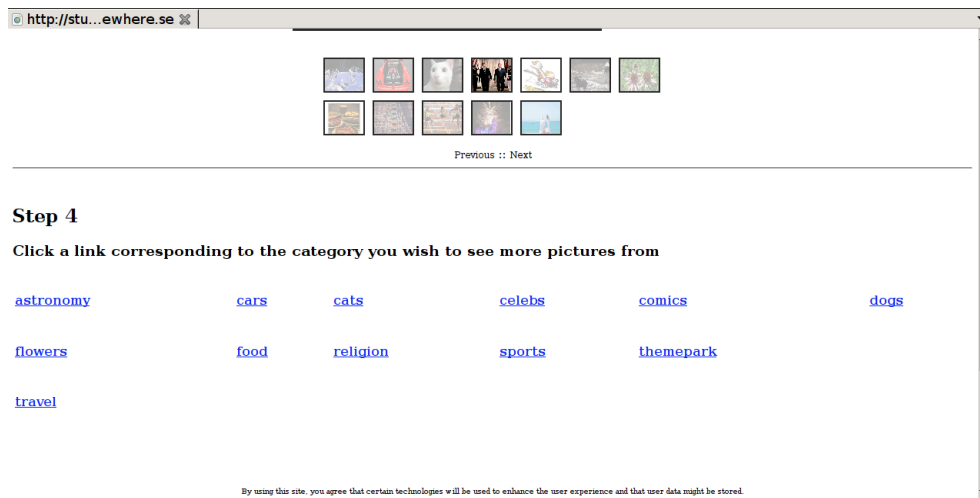 http://stu...ewhere.se
Previous :: Next
Step 4
Click a link corresponding to the category you wish to see more pictures from
astronomy cars cats celebs comics dogs
flowers food religion sports themepark
travel
By using this site, you agree that certain technologies will be used to enhance the user experience and that user data might be stored.